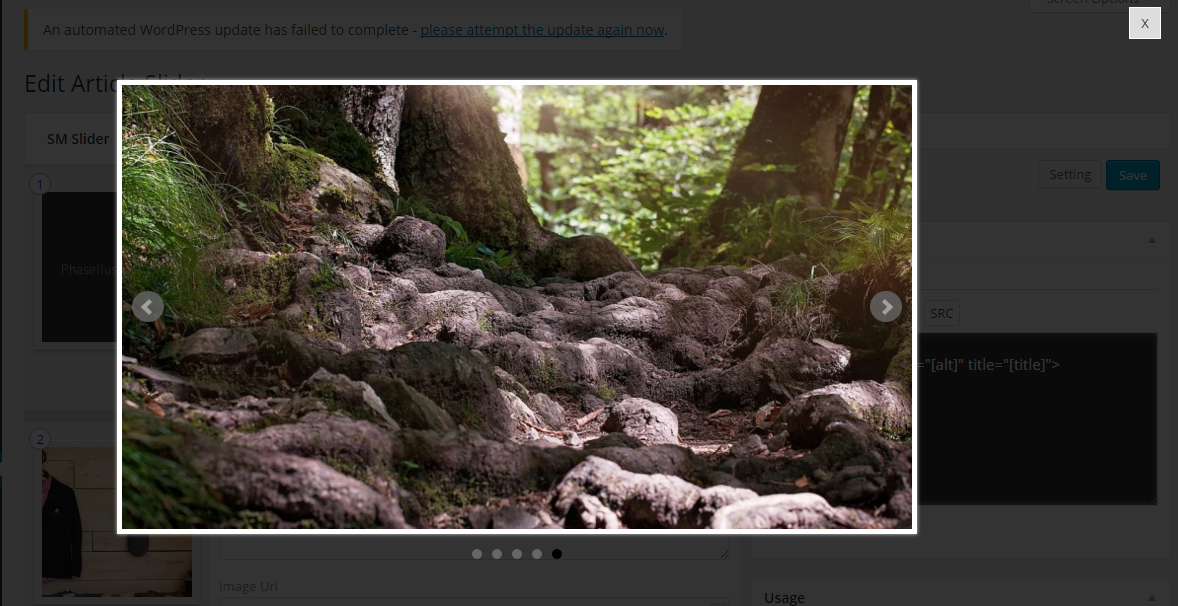 Screen Options
X
An automated WordPress update has failed to complete - please attempt the update again now.
Edit Article Slider
SM Slider
1
Setting
Save
Phasellus
SRC
="[alt]" title="[title]">
2
Image Url
Usage